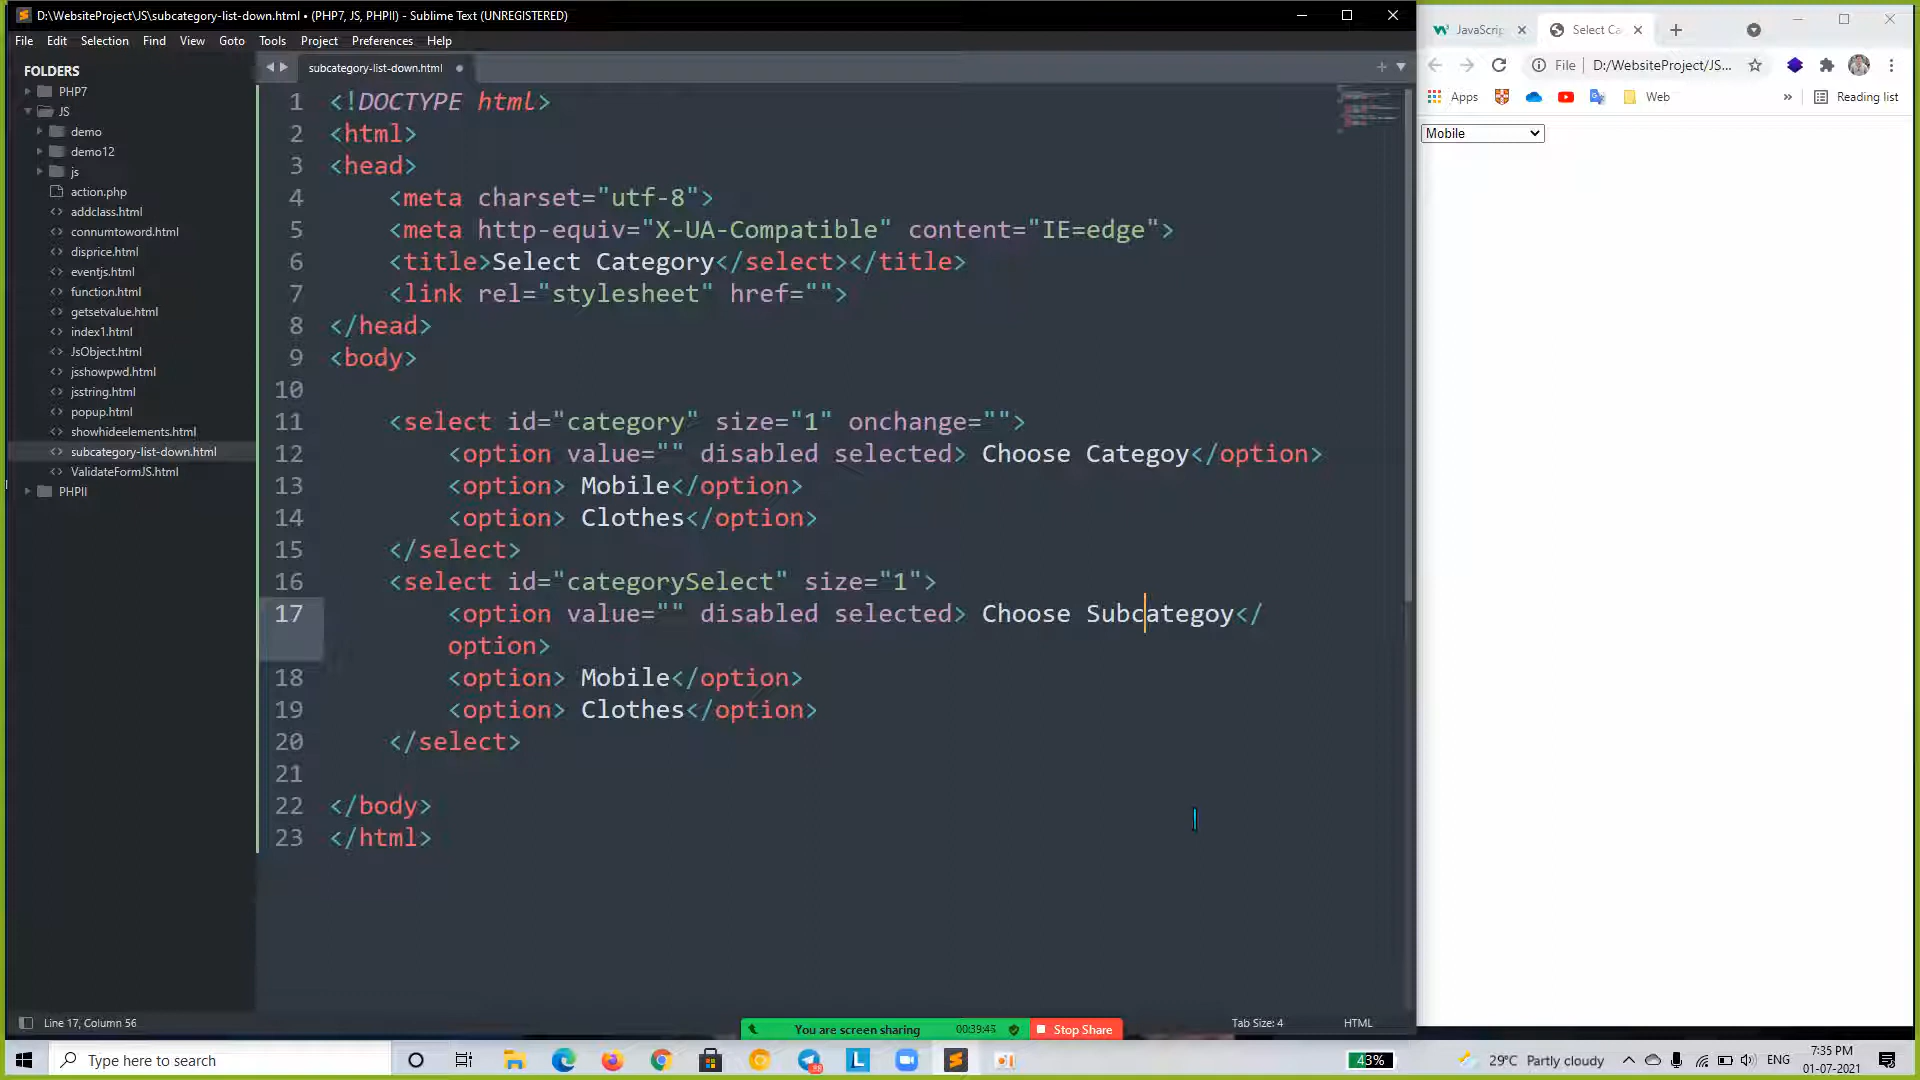 D:\WebsiteProject\JS\subcategory-list-down.html • (PHP7, JS, PHPII) - Sublime Text (UNREGISTERED)
File Edit Selection Find View Goto Tools Project Preferences Help
FOLDERS
PHP7
JS
demo
demo12
js
action.php
addclass.html
connumtoword.html
disprice.html
eventjs.html
function.html
getsetvalue.html
index1.html
JsObject.html
jsshowpwd.html
jsstring.html
popup.html
showhideelements.html
subcategory-list-down.html
ValidateFormJS.html
PHPII
subcategory-list-down.html
1 <!DOCTYPE html>
2 <html>
3 <head>
4 <meta charset="utf-8">
5 <meta http-equiv="X-UA-Compatible" content="IE=edge">
6 <title>Select Category</select></title>
7 <link rel="stylesheet" href="">
8 </head>
9 <body>
10
11 <select id="category" size="1" onchange="">
12 <option value="" disabled selected> Choose Categoy</option>
13 <option> Mobile</option>
14 <option> Clothes</option>
15 </select>
16 <select id="categorySelect" size="1">
17 <option value="" disabled selected> Choose Subcategoy</
option>
18 <option> Mobile</option>
19 <option> Clothes</option>
20 </select>
21
22 </body>
23 </html>
Line 17, Column 56
Tab Size: 4
HTML
JavaScrip
Select Ca
File D:/WebsiteProject/JS...
Apps
Web
» Reading list
Mobile
You are screen sharing 00:39:45 Stop Share
Type here to search
43%
29°C Partly cloudy
ENG
7:35 PM
01-07-2021